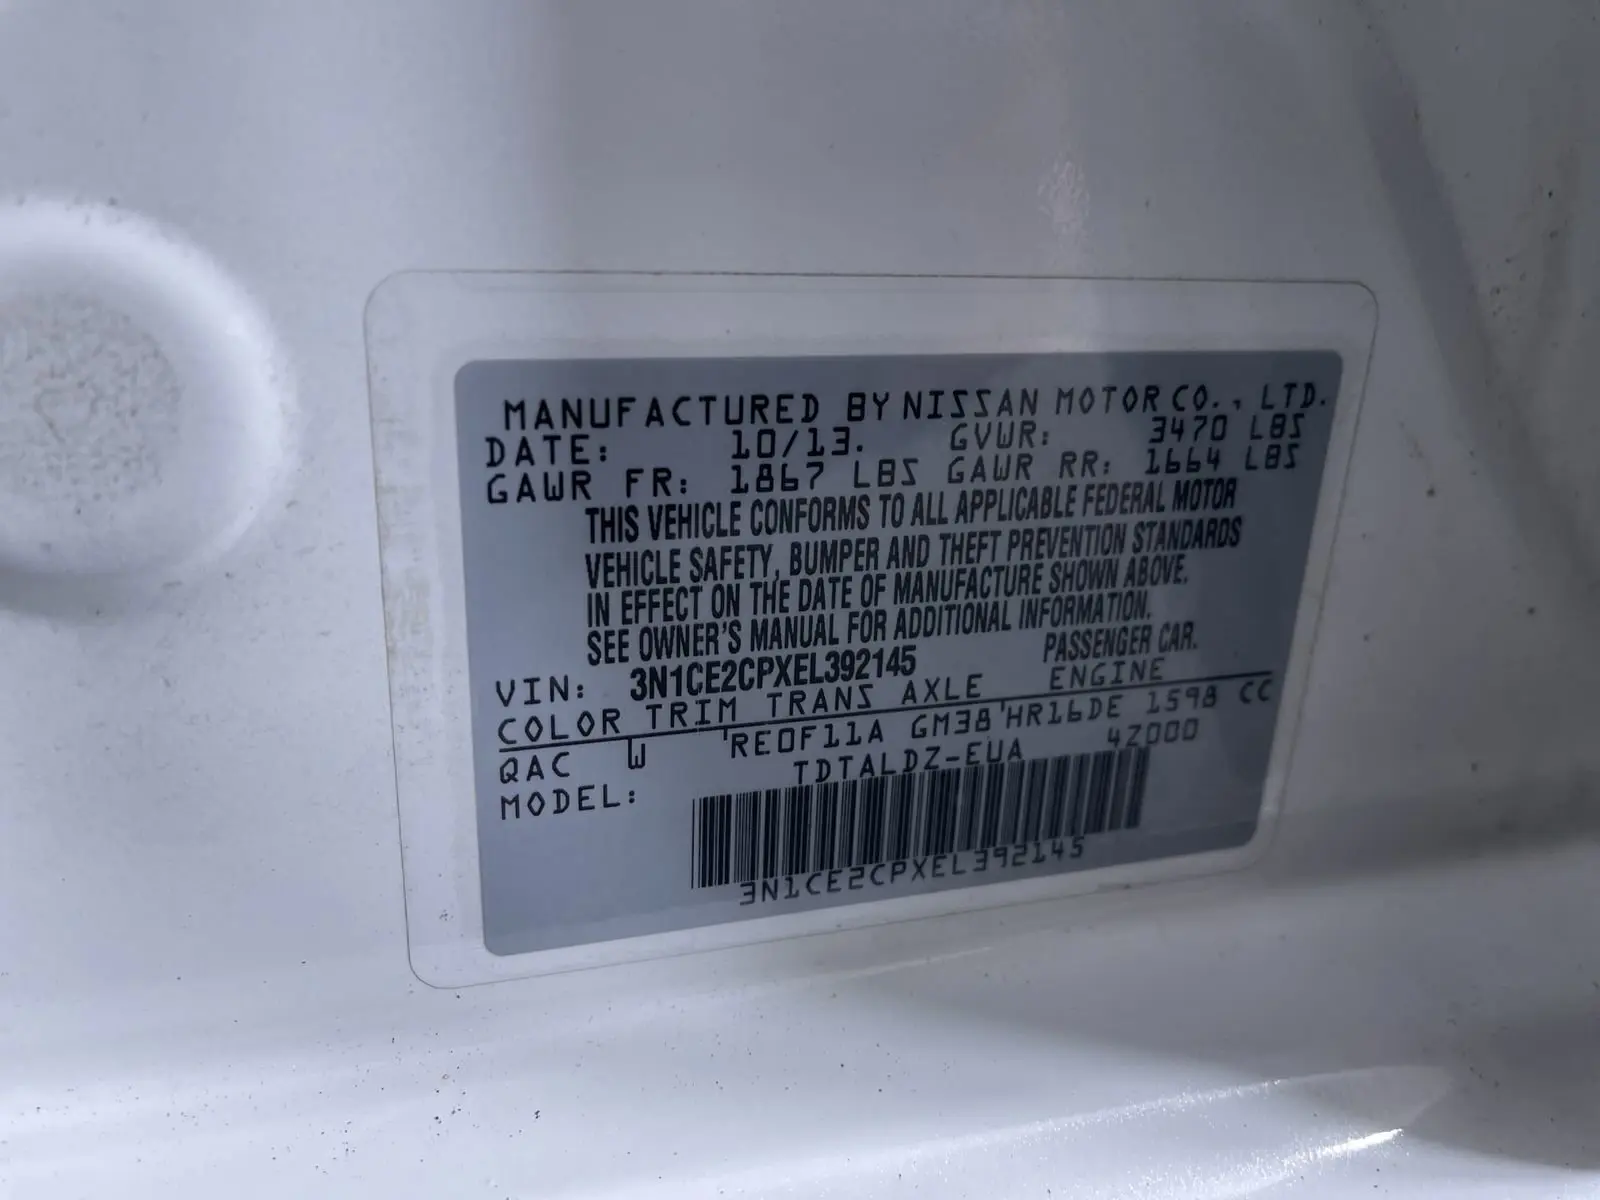 MANUFACTURED BY NISSAN MOTOR CO., LTD.
DATE: 10/13. GVWR: 3470 LBS
GAWR FR: 1867 LBS GAWR RR: 1664 LBS
THIS VEHICLE CONFORMS TO ALL APPLICABLE FEDERAL MOTOR
VEHICLE SAFETY, BUMPER AND THEFT PREVENTION STANDARDS
IN EFFECT ON THE DATE OF MANUFACTURE SHOWN ABOVE.
SEE OWNER'S MANUAL FOR ADDITIONAL INFORMATION.
VIN: 3N1CE2CPXEL392145 PASSENGER CAR.
COLOR TRIM TRANS AXLE ENGINE
QAC W RE0F11A GM38 HR16DE 1598 CC
MODEL: TDTALDZ-EUA 4Z000
3N1CE2CPXEL392145